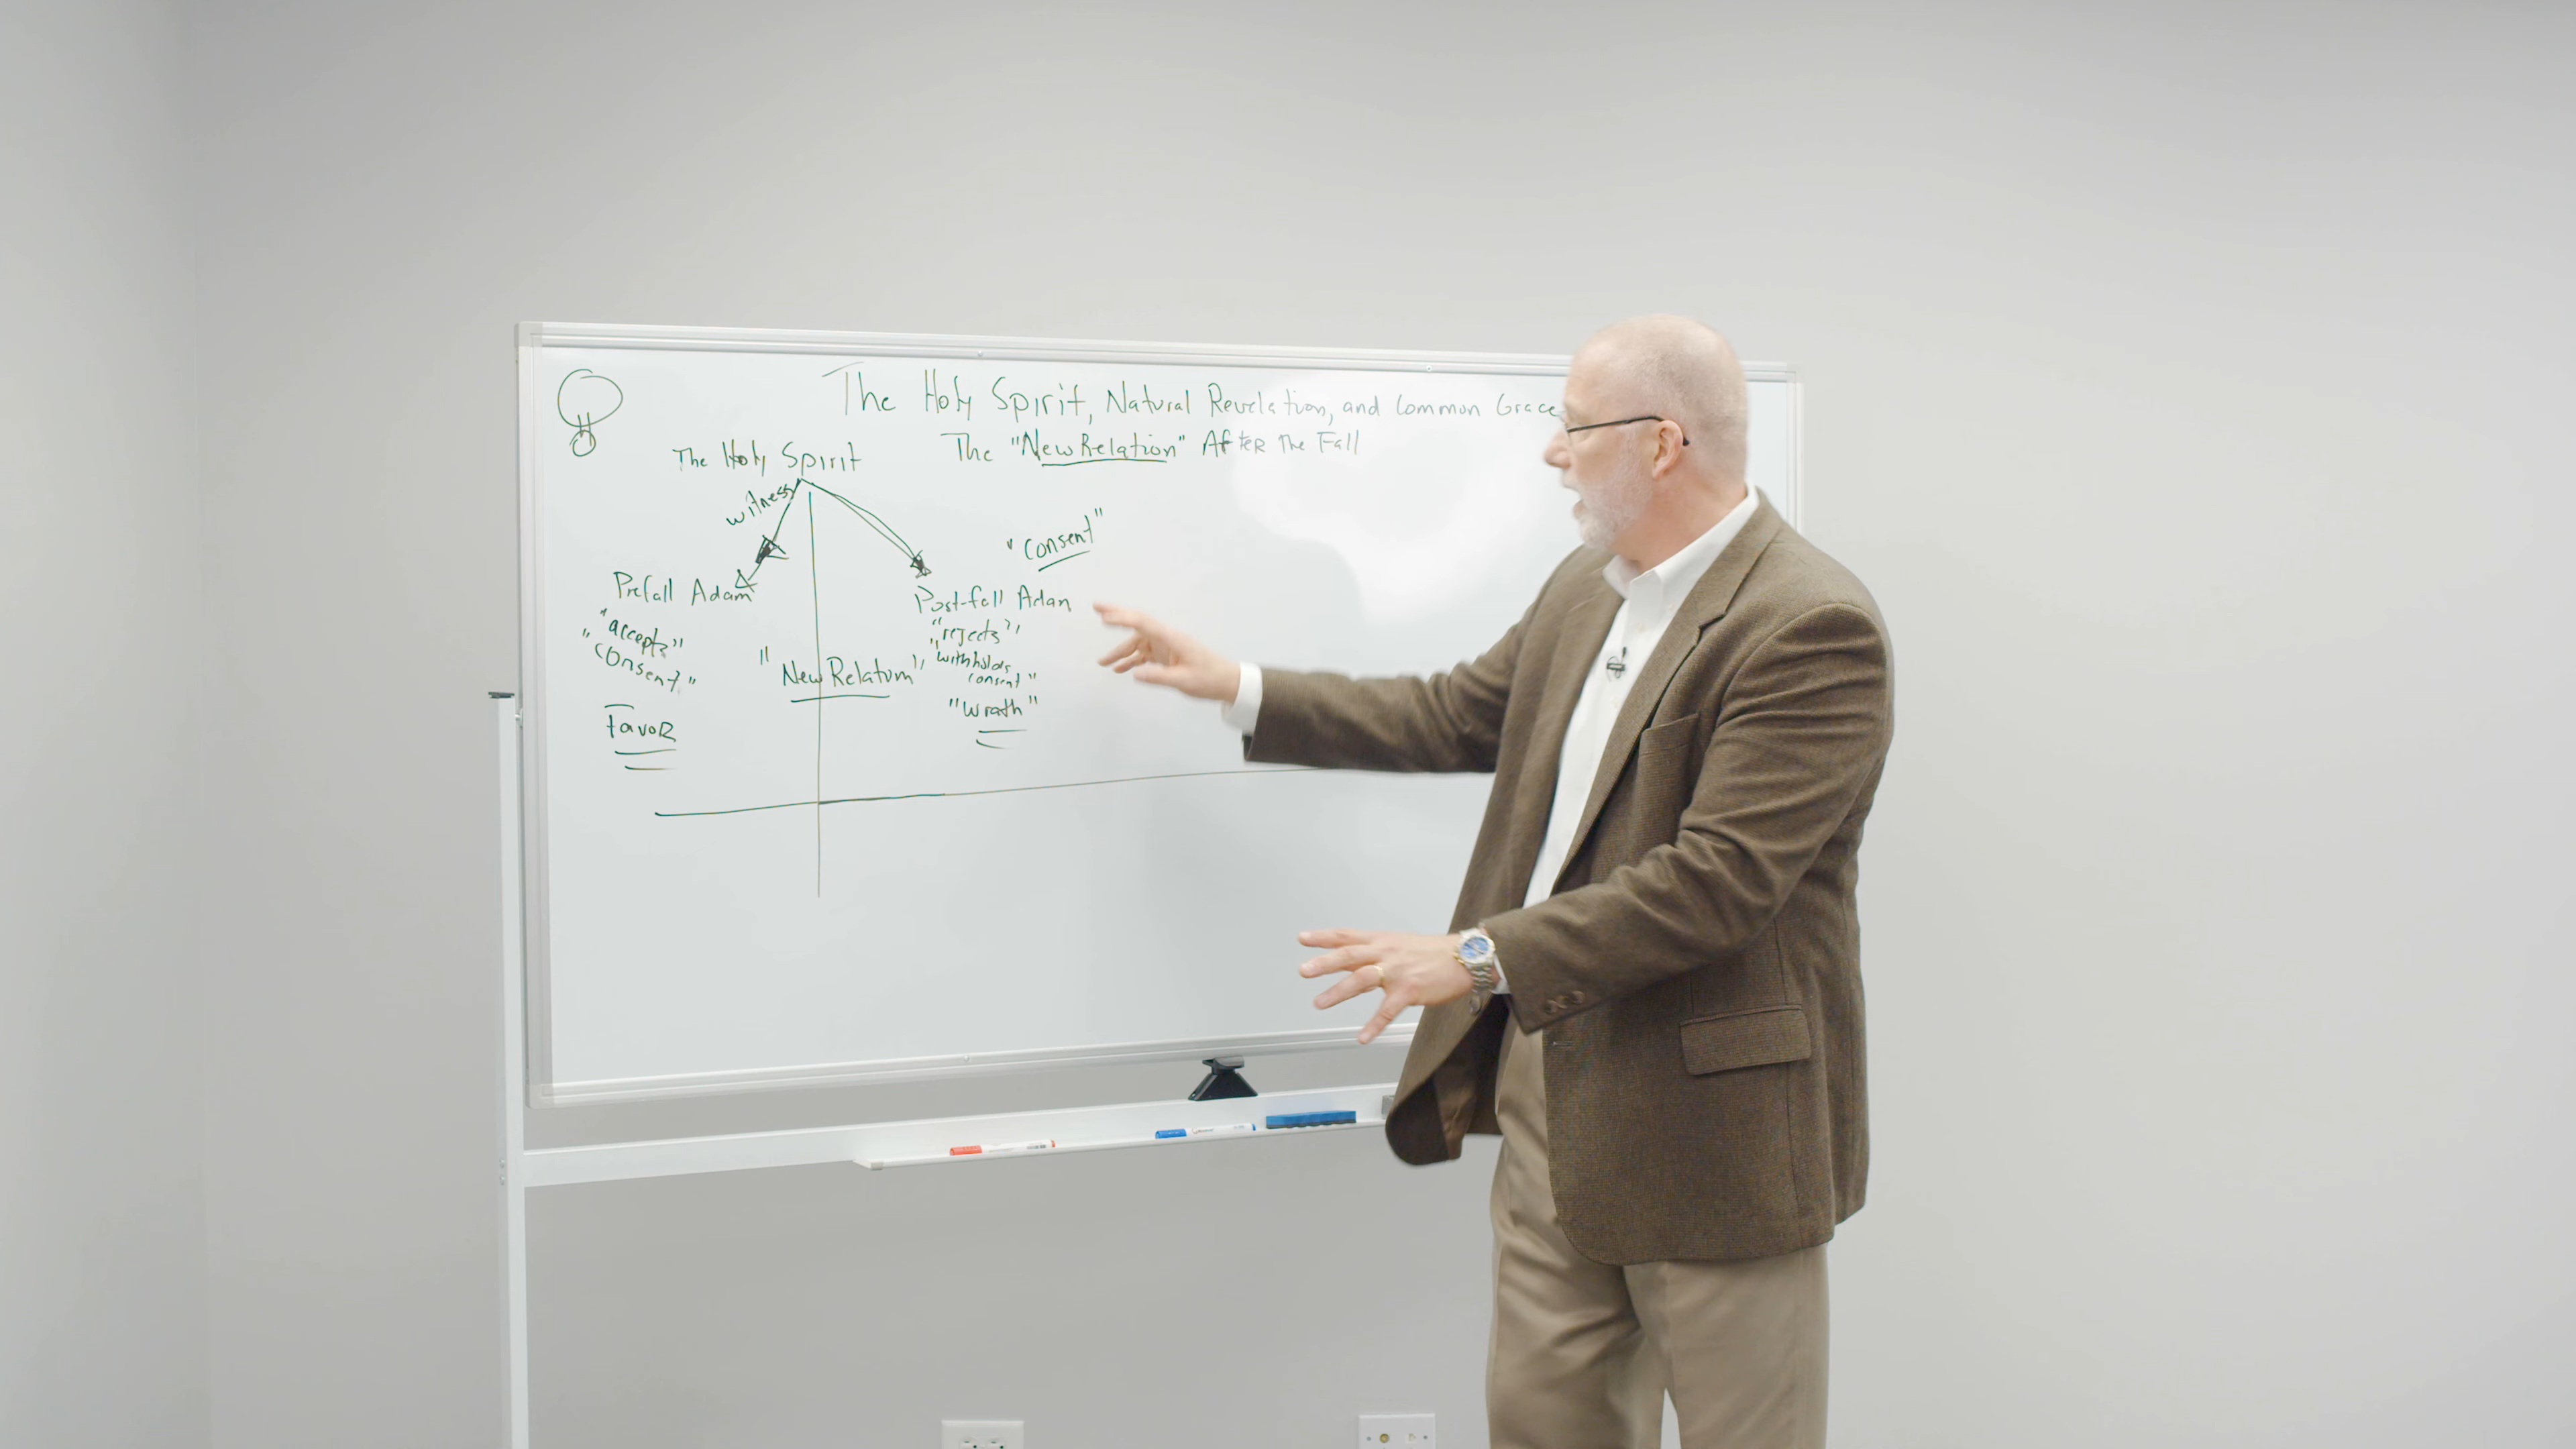 The Holy Spirit, Natural Revelation, and Common Grace
The "New Relation" After the Fall
The Holy Spirit
witness
"consent"
Prefall Adam
"accepts"
"consent"
Favor
"New Relation"
Post-fall Adam
"rejects"
"withholds
consent"
"wrath"